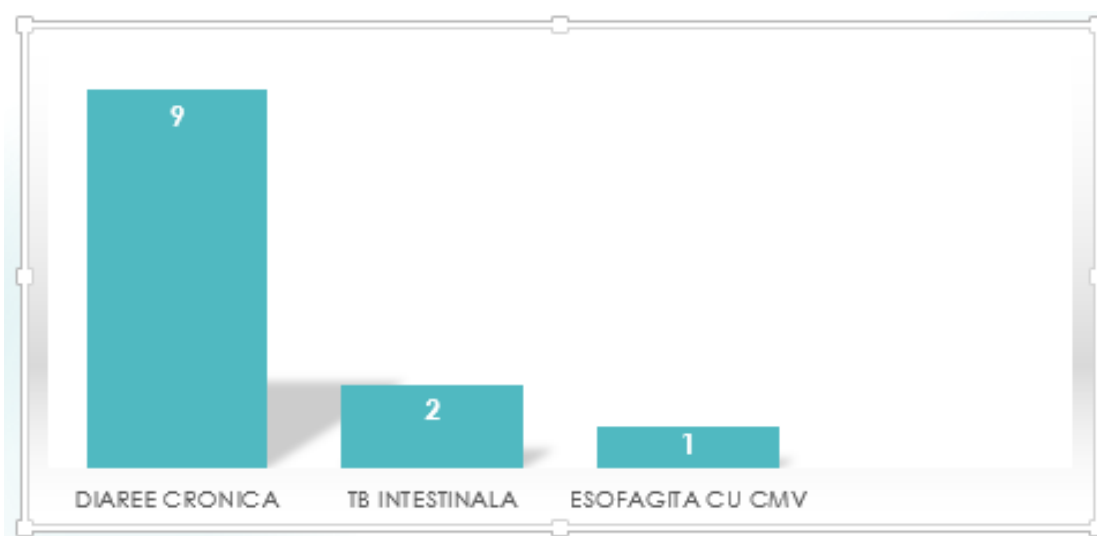 9
2
1
DIAREE CRONICA
TB INTESTINALA
ESOFAGITA CU CMV